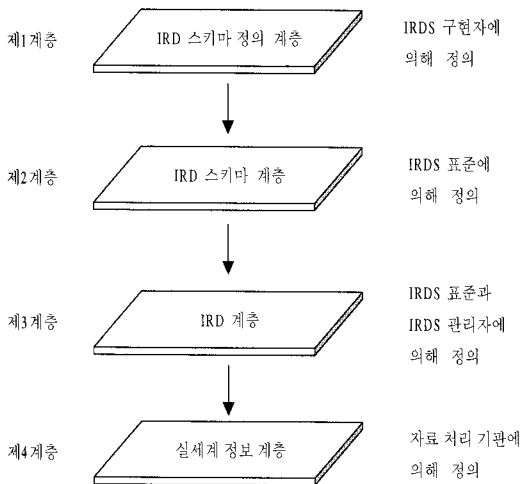 제1계층
IRD 스키마 정의 계층
IRDS 구현자에
의해 정의
제2계층
IRD 스키마 계층
IRDS 표준에
의해 정의
제3계층
IRD 계층
IRDS 표준과
IRDS 관리자에
의해 정의
제4계층
실세계 정보 계층
자료 처리 기관에
의해 정의